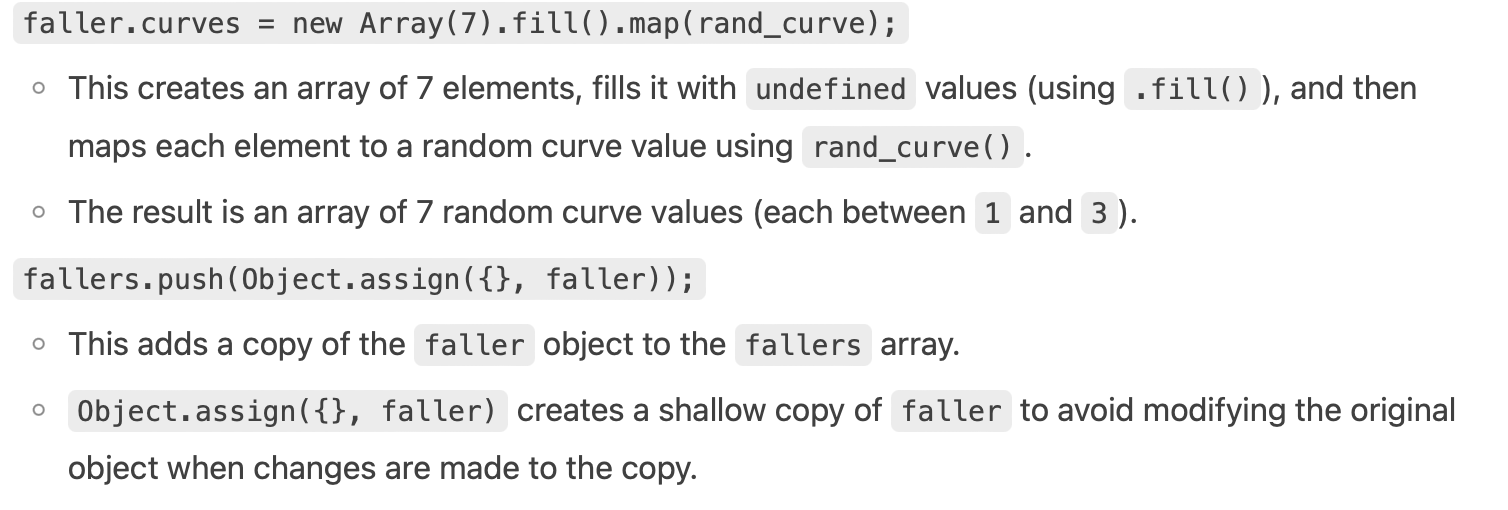 faller.curves = new Array(7).fill().map(rand_curve);
This creates an array of 7 elements, fills it with undefined values (using .fill()), and then
maps each element to a random curve value using rand_curve().
The result is an array of 7 random curve values (each between 1 and 3).
fallers.push(Object.assign({}, faller));
This adds a copy of the faller object to the fallers array.
Object.assign({}, faller) creates a shallow copy of faller to avoid modifying the original
object when changes are made to the copy.